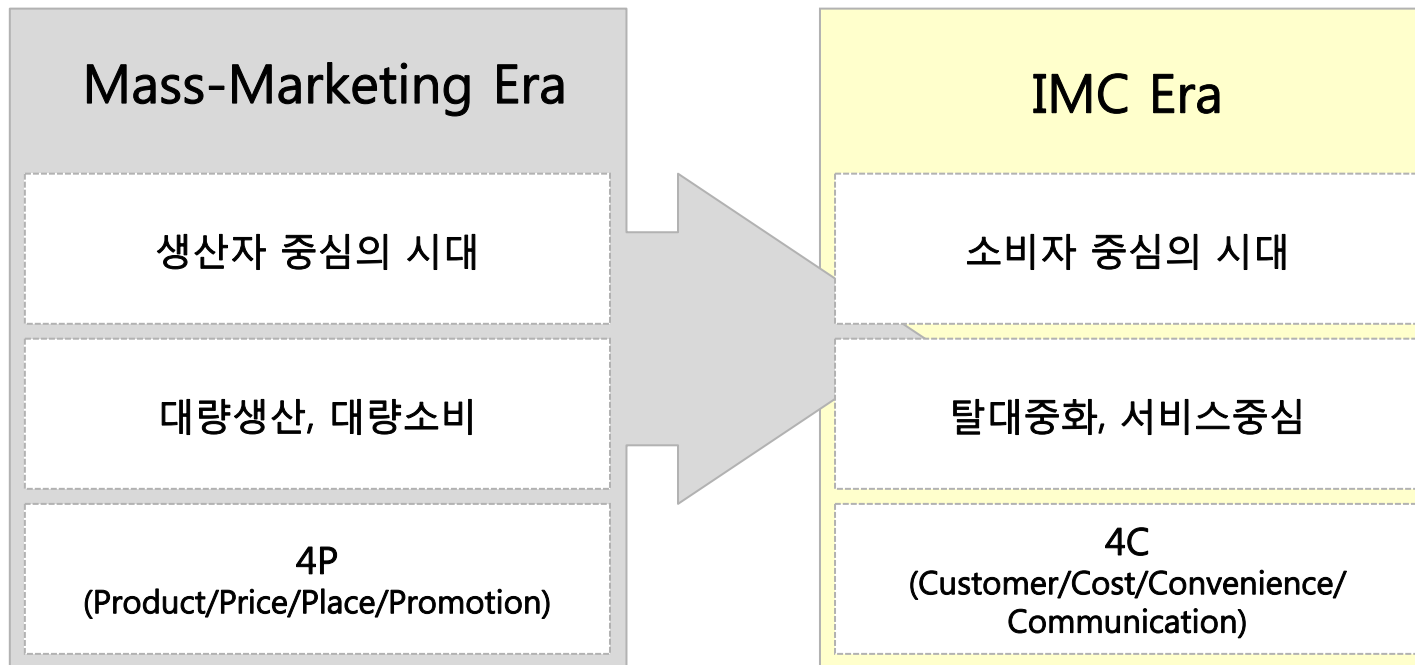 Mass-Marketing Era
생산자 중심의 시대
대량생산, 대량소비
4P
(Product/Price/Place/Promotion)
IMC Era
소비자 중심의 시대
탈대중화, 서비스중심
4C
(Customer/Cost/Convenience/
Communication)